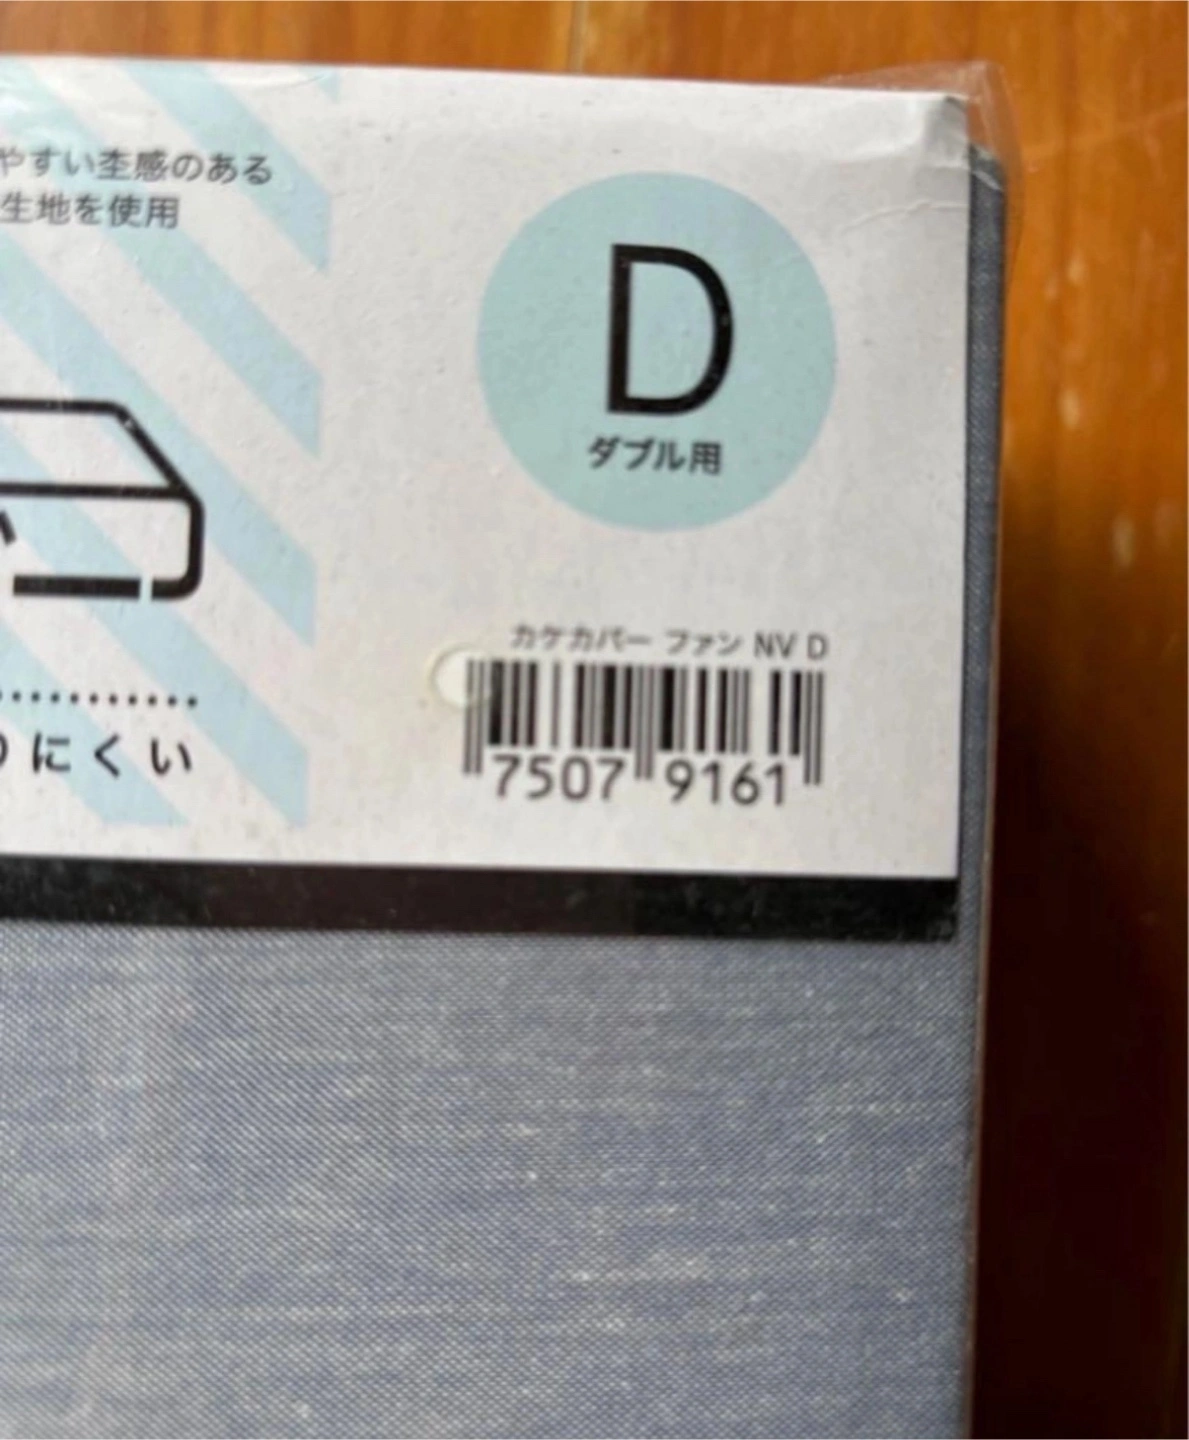 やすい杢感のある
生地を使用
D
ダブル用
カケカバー ファン NV D
7507 9161
りにくい